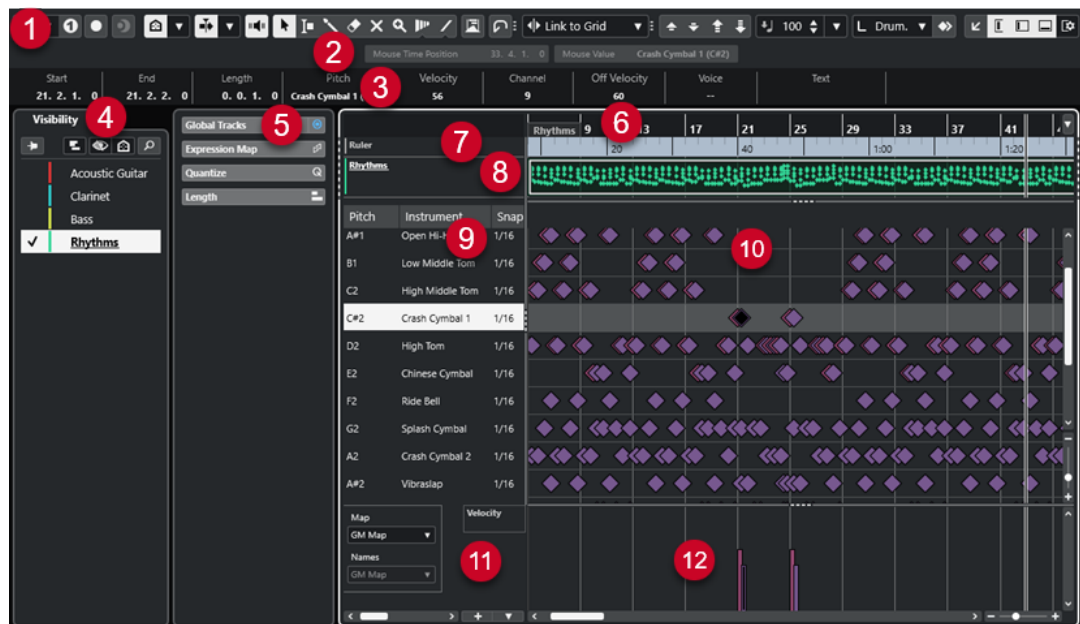 1
Link to Grid
100
L Drum.
2
Mouse Time Position 33. 4. 1. 0 Mouse Value Crash Cymbal 1 (C#2)
Start End Length Pitch Velocity Channel Off Velocity Voice Text
21. 2. 1. 0 21. 2. 2. 0 0. 0. 1. 0 Crash Cymbal 1 56 9 60 --
3
Visibility
4
Acoustic Guitar
Clarinet
Bass
Rhythms
Global Tracks
5
Expression Map
Quantize Q
Length
6
Rhythms 9 13 17 21 25 29 33 37 41
20 40 1:00 1:20
Ruler
7
Rhythms
8
Pitch Instrument Snap
9
10
A#1 Open Hi-H 1/16
B1 Low Middle Tom 1/16
C2 High Middle Tom 1/16
C#2 Crash Cymbal 1 1/16
D2 High Tom 1/16
E2 Chinese Cymbal 1/16
F2 Ride Bell 1/16
G2 Splash Cymbal 1/16
A2 Crash Cymbal 2 1/16
A#2 Vibraslap 1/16
Map
GM Map
Names
GM Map
Velocity
11
12